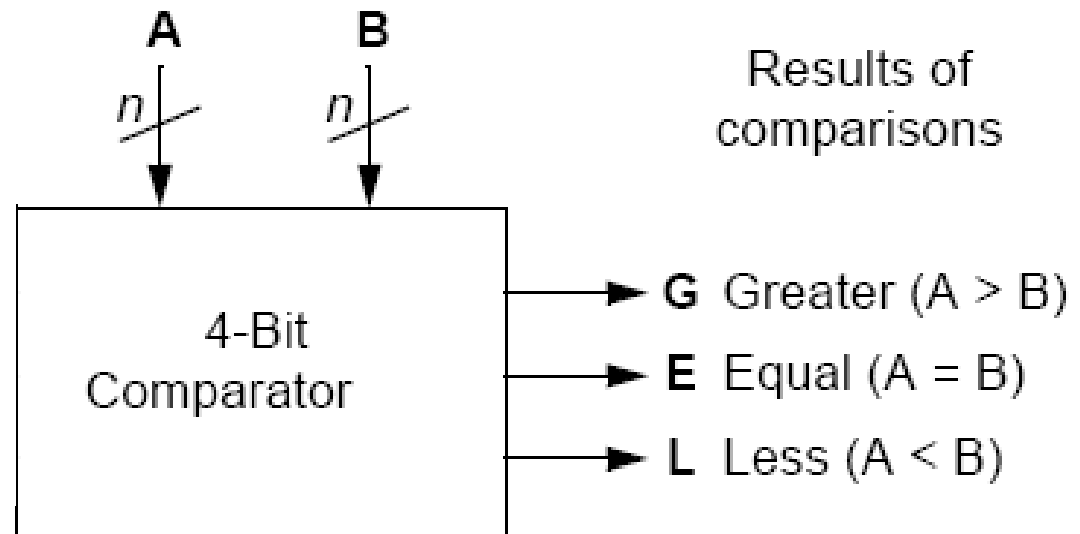 A B
n n
Results of
comparisons
4-Bit
Comparator
G Greater (A > B)
E Equal (A = B)
L Less (A < B)